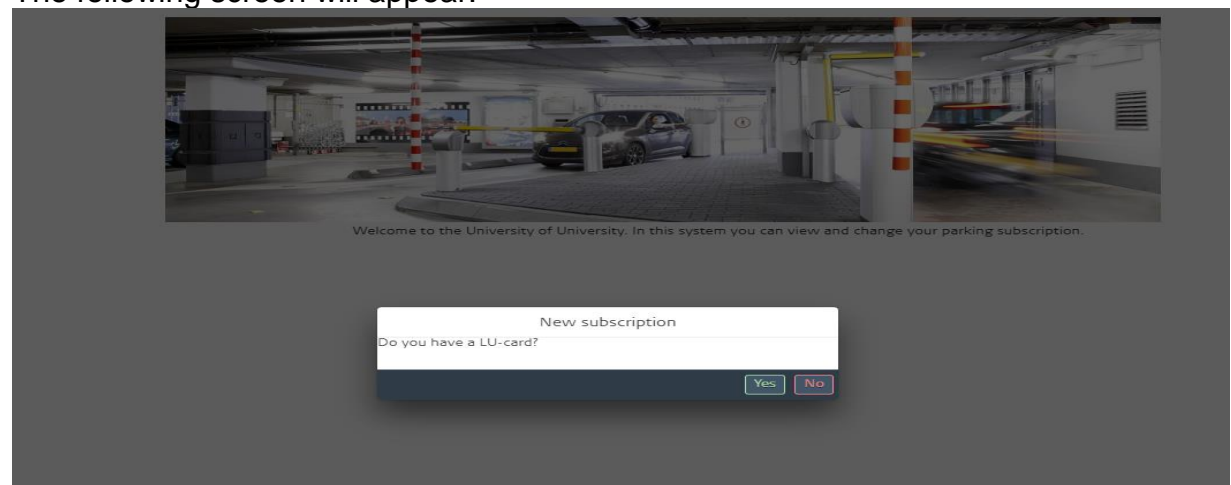 The following screen will appear:
Welcome to the University of University. In this system you can view and change your parking subscription.
New subscription
Do you have a LU-card?
Yes No